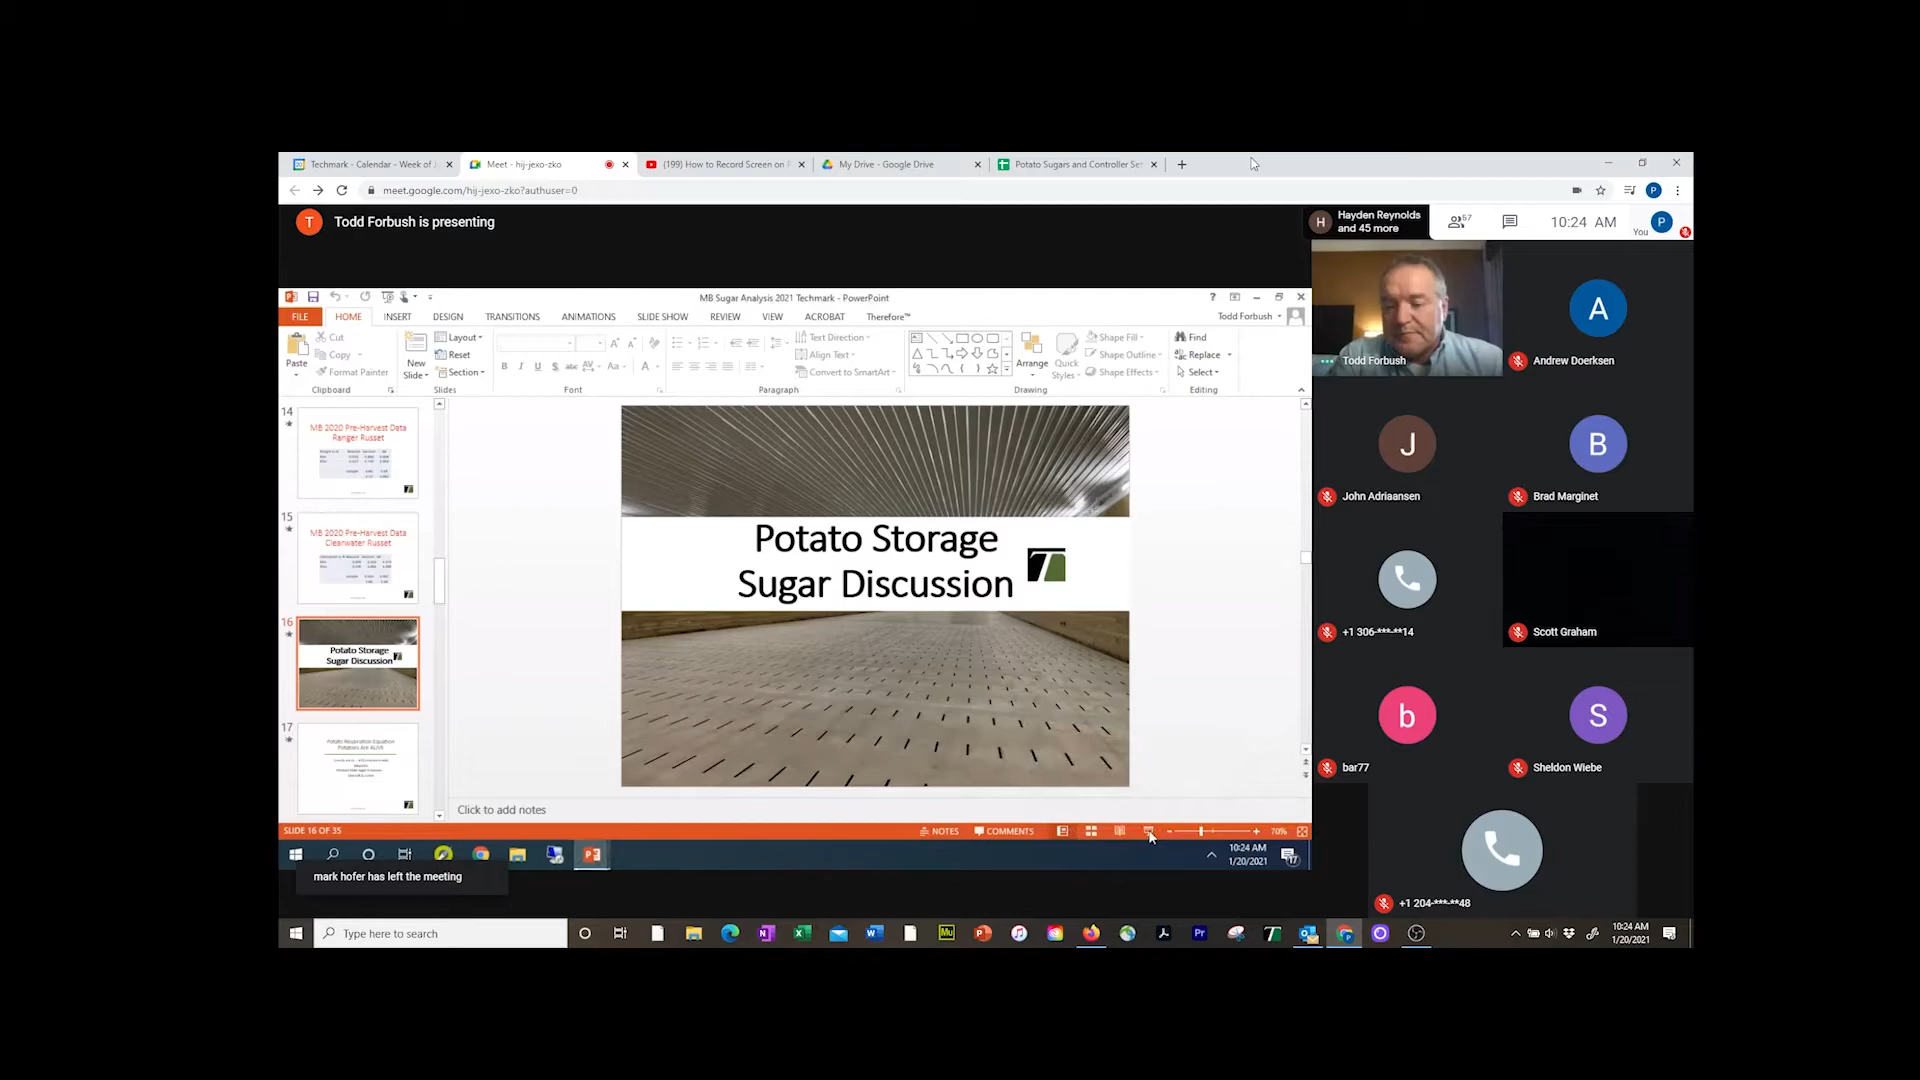 Techmark - Calendar - Week of J
Meet - hij-jexo-zko
(199) How to Record Screen on P
My Drive - Google Drive
Potato Sugars and Controller Set
meet.google.com/hij-jexo-zko?authuser=0
P
T
Todd Forbush is presenting
H
Hayden Reynolds
and 45 more
57
10:24 AM
You
P
MB Sugar Analysis 2021 Techmark - PowerPoint
FILE
HOME
INSERT
DESIGN
TRANSITIONS
ANIMATIONS
SLIDE SHOW
REVIEW
VIEW
ACROBAT
Therefore™
Todd Forbush
Paste
Cut
Copy
Format Painter
Clipboard
New
Slide
Layout
Reset
Section
Slides
Font
Text Direction
Align Text
Convert to SmartArt
Paragraph
Arrange
Quick
Styles
Shape Fill
Shape Outline
Shape Effects
Drawing
Find
Replace
Select
Editing
14
MB 2020 Pre-Harvest Data
Ranger Russet
15
MB 2020 Pre-Harvest Data
Clearwater Russet
16
Potato Storage
Sugar Discussion
17
Potato Respiration Equation
Potatoes Are ALIVE
Potato Storage
Sugar Discussion
Click to add notes
SLIDE 16 OF 35
NOTES
COMMENTS
70%
10:24 AM
1/20/2021
17
mark hofer has left the meeting
Todd Forbush
A
Andrew Doerksen
J
John Adriaansen
B
Brad Marginet
+1 306-***-**14
Scott Graham
b
bar77
S
Sheldon Wiebe
+1 204-***-**48
Type here to search
10:24 AM
1/20/2021